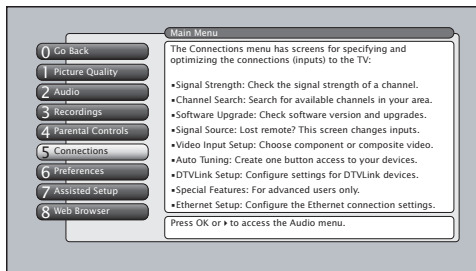 Main Menu
0 Go Back
1 Picture Quality
2 Audio
3 Recordings
4 Parental Controls
5 Connections
6 Preferences
7 Assisted Setup
8 Web Browser
The Connections menu has screens for specifying and
optimizing the connections (inputs) to the TV:
▪Signal Strength: Check the signal strength of a channel.
▪Channel Search: Search for available channels in your area.
▪Software Upgrade: Check software version and upgrades.
▪Signal Source: Lost remote? This screen changes inputs.
▪Video Input Setup: Choose component or composite video.
▪Auto Tuning: Create one button access to your devices.
▪DTVLink Setup: Configure settings for DTVLink devices.
▪Special Features: For advanced users only.
▪Ethernet Setup: Configure the Ethernet connection settings.
Press OK or ▸ to access the Audio menu.